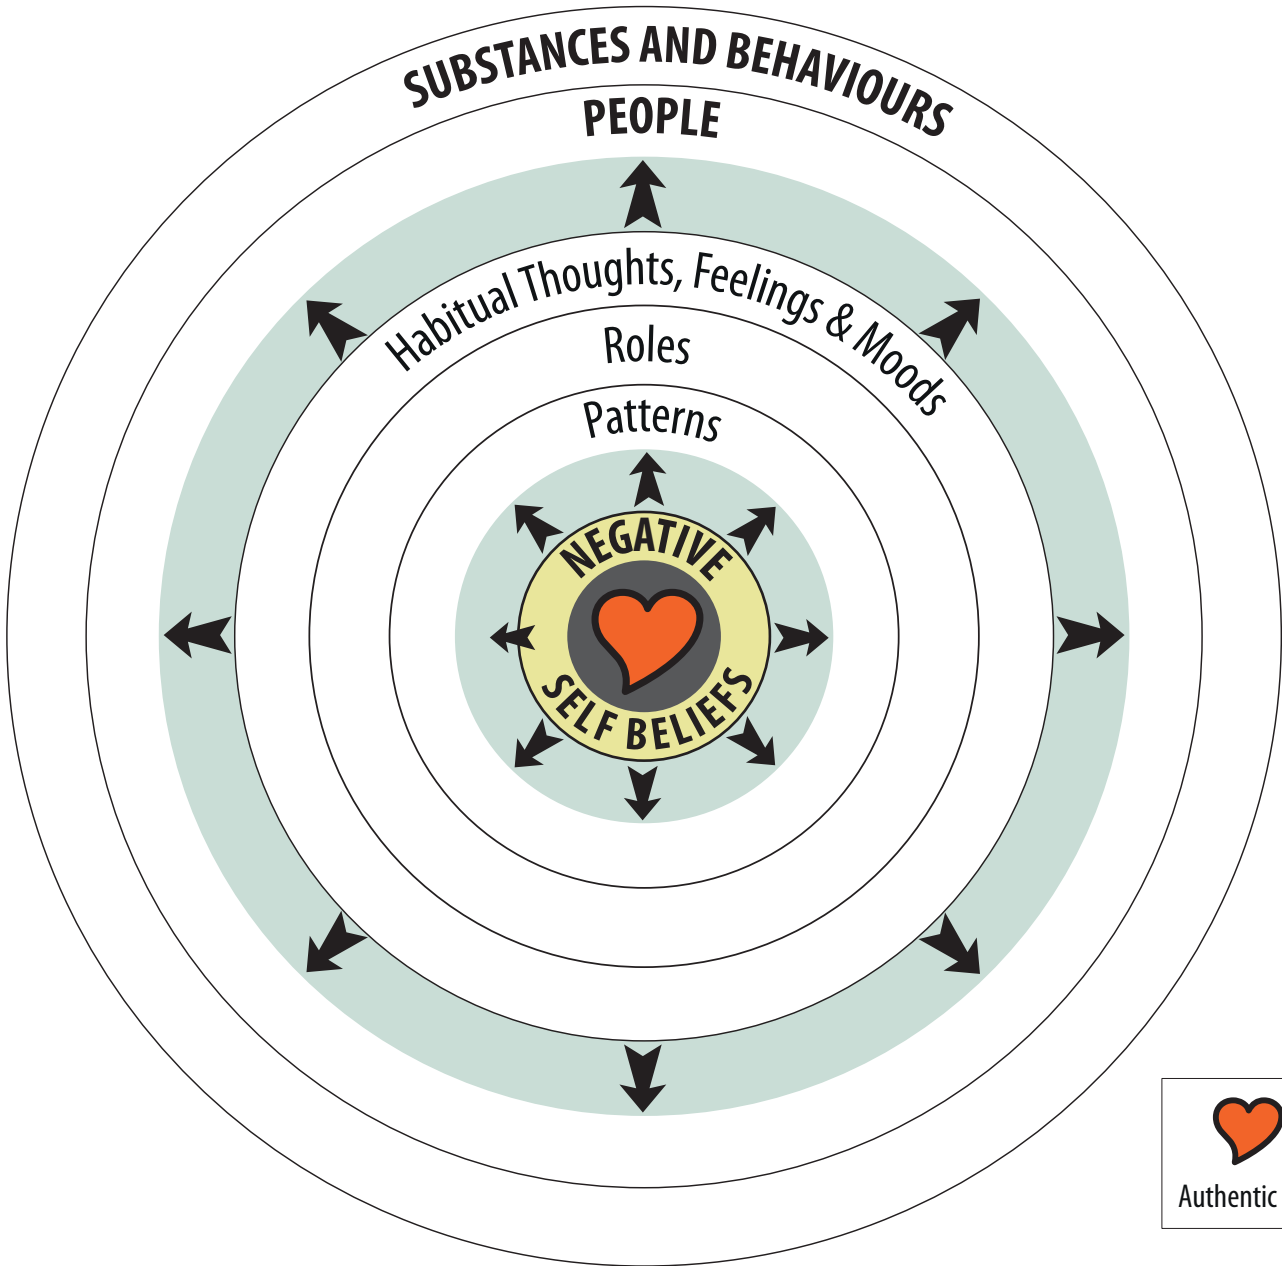 SUBSTANCES AND BEHAVIOURS
PEOPLE
Habitual Thoughts, Feelings & Moods
Roles
Patterns
NEGATIVE
SELF BELIEFS
Authentic